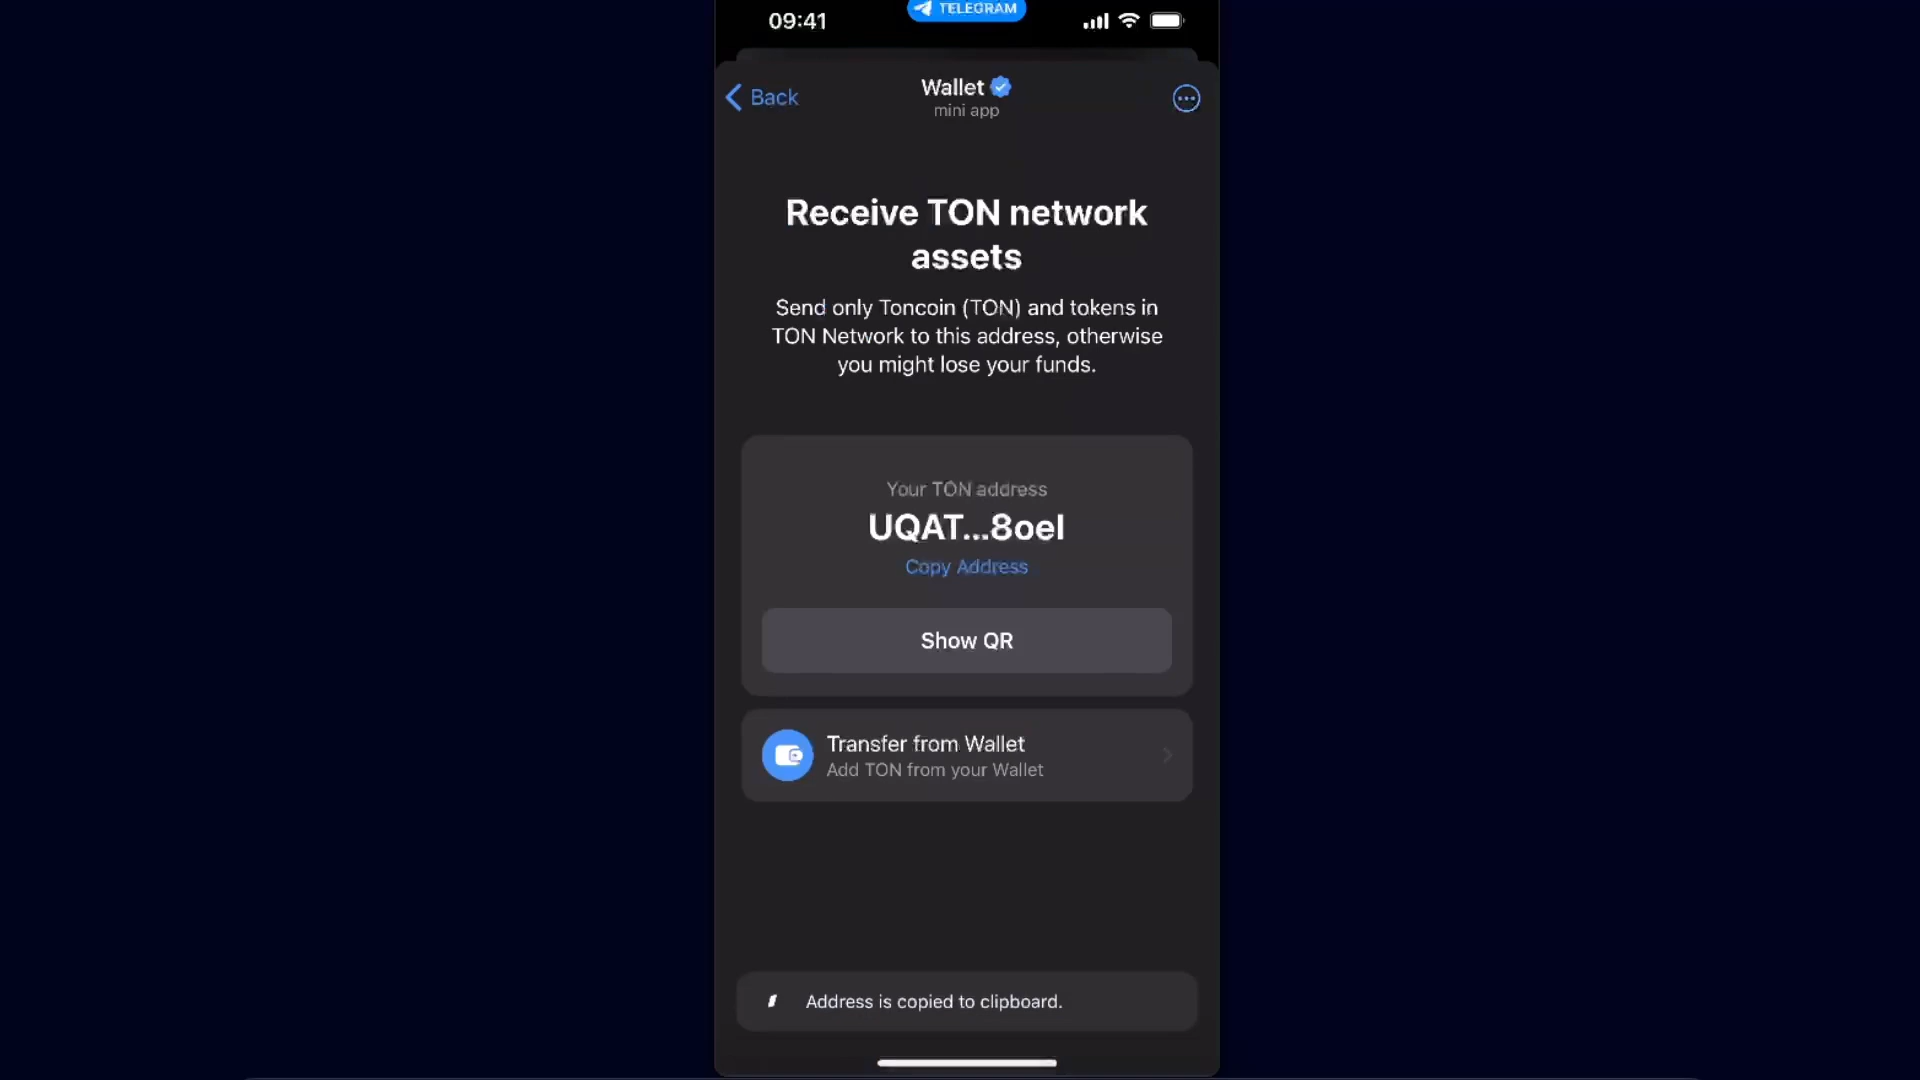 09:41
TELEGRAM
Back
Wallet
mini app
Receive TON network
assets
Send only Toncoin (TON) and tokens in
TON Network to this address, otherwise
you might lose your funds.
Your TON address
UQAT...8oeI
Copy Address
Show QR
Transfer from Wallet
Add TON from your Wallet
Address is copied to clipboard.